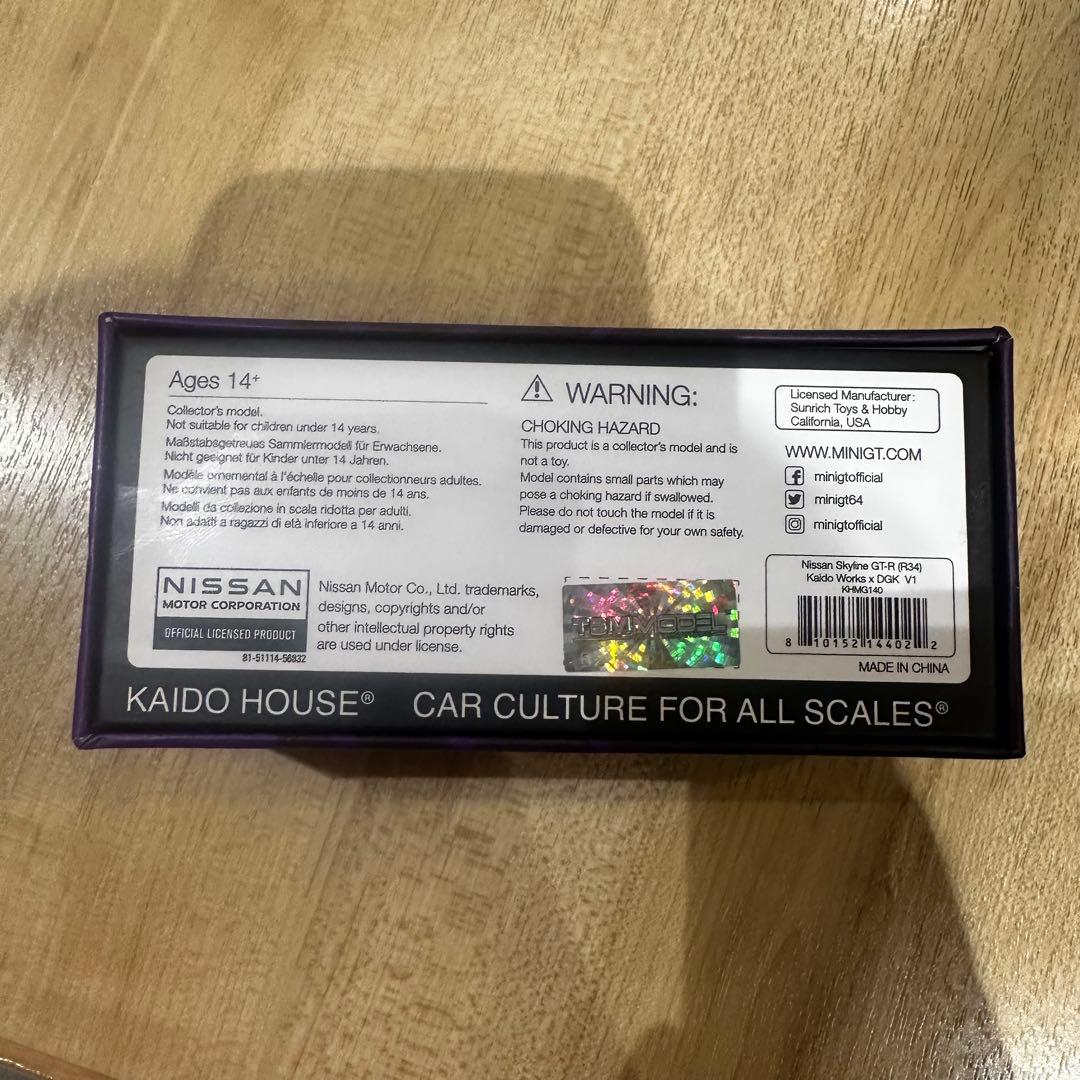 Ages 14+
Collector's model.
Not suitable for children under 14 years.
Maßstabsgetreues Sammlermodell für Erwachsene.
Nicht geeignet für Kinder unter 14 Jahren.
Modèle ornemental à l'échelle pour collectionneurs adultes.
Ne convient pas aux enfants de moins de 14 ans.
Modelli da collezione in scala ridotta per adulti.
Non adatti a ragazzi di età inferiore a 14 anni.
WARNING:
CHOKING HAZARD
This product is a collector's model and is
not a toy.
Model contains small parts which may
pose a choking hazard if swallowed.
Please do not touch the model if it is
damaged or defective for your own safety.
Licensed Manufacturer:
Sunrich Toys & Hobby
California, USA
WWW.MINIGT.COM
minigtofficial
minigt64
minigtofficial
NISSAN
MOTOR CORPORATION
OFFICIAL LICENSED PRODUCT
81-51114-56832
Nissan Motor Co., Ltd. trademarks,
designs, copyrights and/or
other intellectual property rights
are used under license.
TSMMODEL
Nissan Skyline GT-R (R34)
Kaido Works x DGK V1
KHMG140
8 10152 14402 2
MADE IN CHINA
KAIDO HOUSE® CAR CULTURE FOR ALL SCALES®